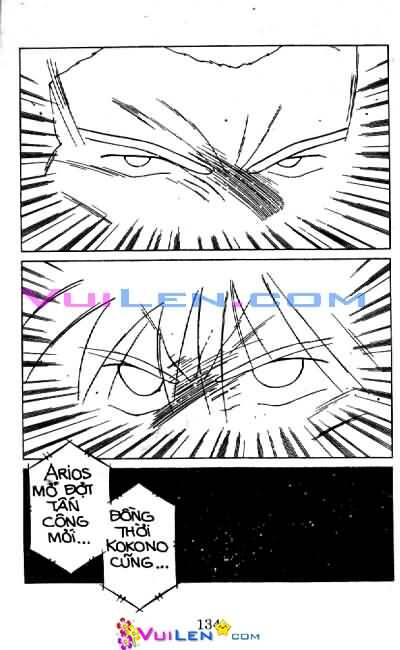 VUILEN.COM
ARIOS
MỞ ĐỢT
TẤN
CÔNG
MỚI...
ĐỒNG
THỜI
KOKONO
CŨNG...
134
VUILEN.COM